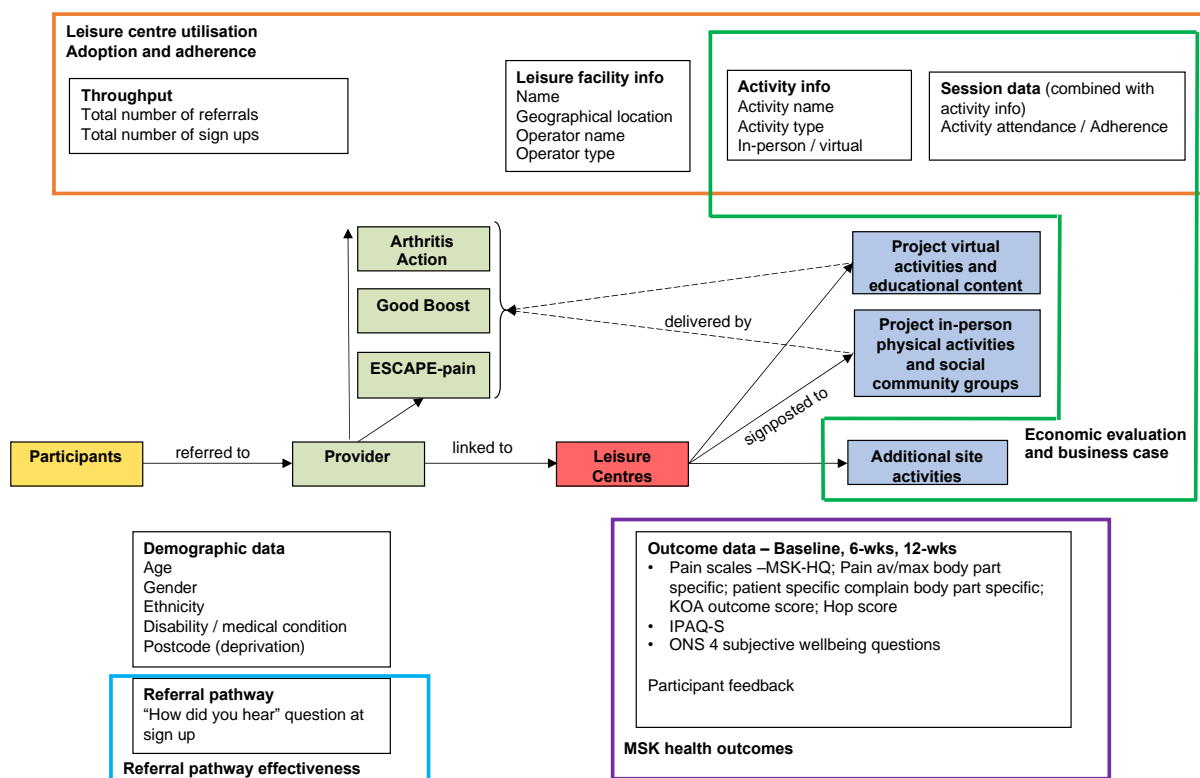 Leisure centre utilisation
Adoption and adherence
Throughput
Total number of referrals
Total number of sign ups
Leisure facility info
Name
Geographical location
Operator name
Operator type
Activity info
Activity name
Activity type
In-person / virtual
Session data (combined with
activity info)
Activity attendance / Adherence
Arthritis
Action
Good Boost
ESCAPE-pain
delivered by
Project virtual
activities and
educational content
Project in-person
physical activities
and social
community groups
signposted to
Participants
referred to
Provider
linked to
Leisure
Centres
Additional site
activities
Economic evaluation
and business case
Demographic data
Age
Gender
Ethnicity
Disability / medical condition
Postcode (deprivation)
Referral pathway
“How did you hear” question at
sign up
Referral pathway effectiveness
Outcome data – Baseline, 6-wks, 12-wks
• Pain scales –MSK-HQ; Pain av/max body part
specific; patient specific complain body part specific;
KOA outcome score; Hop score
• IPAQ-S
• ONS 4 subjective wellbeing questions
Participant feedback
MSK health outcomes